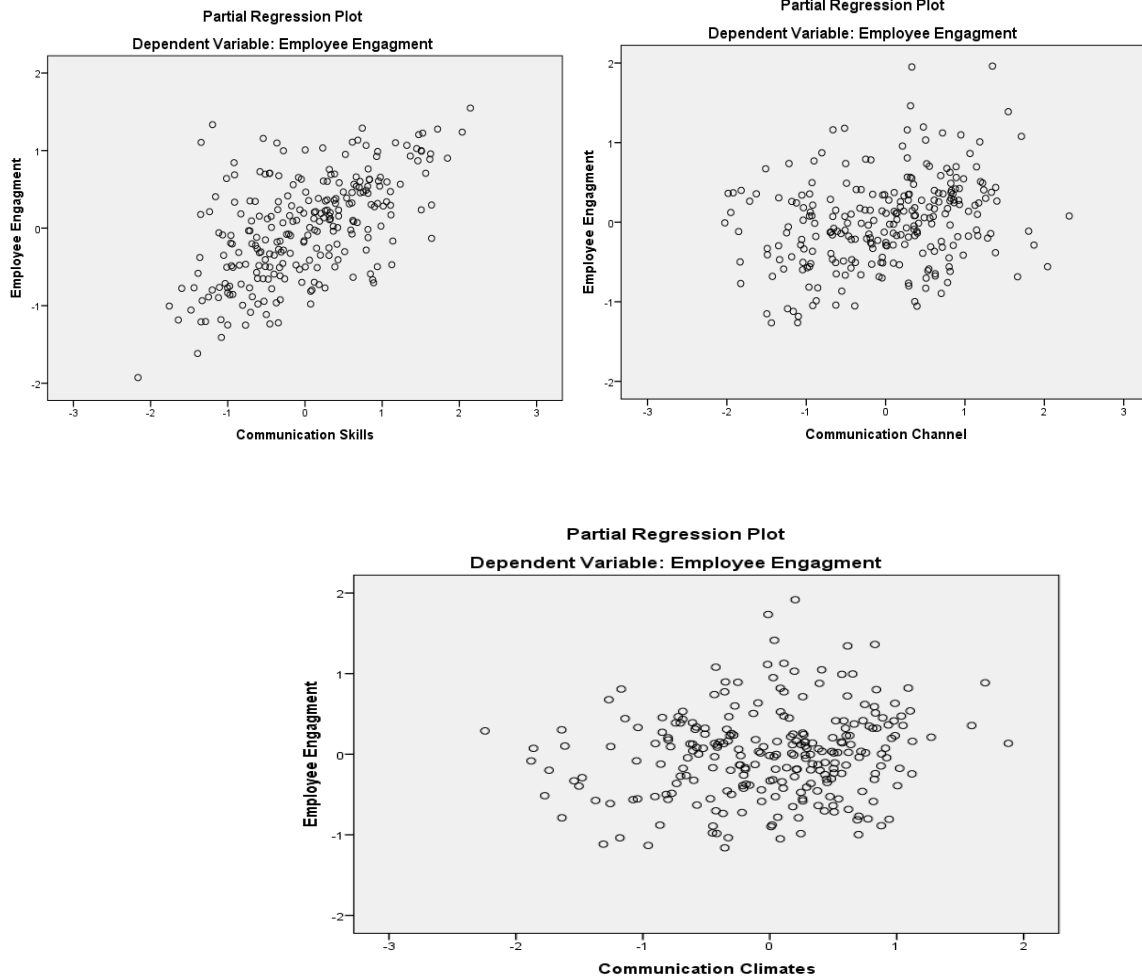 Partial Regression Plot
Dependent Variable: Employee Engagment
2
1
0
-1
-2
Employee Engagment
-3
-2
-1
0
1
2
3
Communication Skills
Partial Regression Plot
Dependent Variable: Employee Engagment
2
1
0
-1
-2
Employee Engagment
-3
-2
-1
0
1
2
3
Communication Channel
Partial Regression Plot
Dependent Variable: Employee Engagment
2
1
0
-1
-2
Employee Engagment
-3
-2
-1
0
1
2
Communication Climates